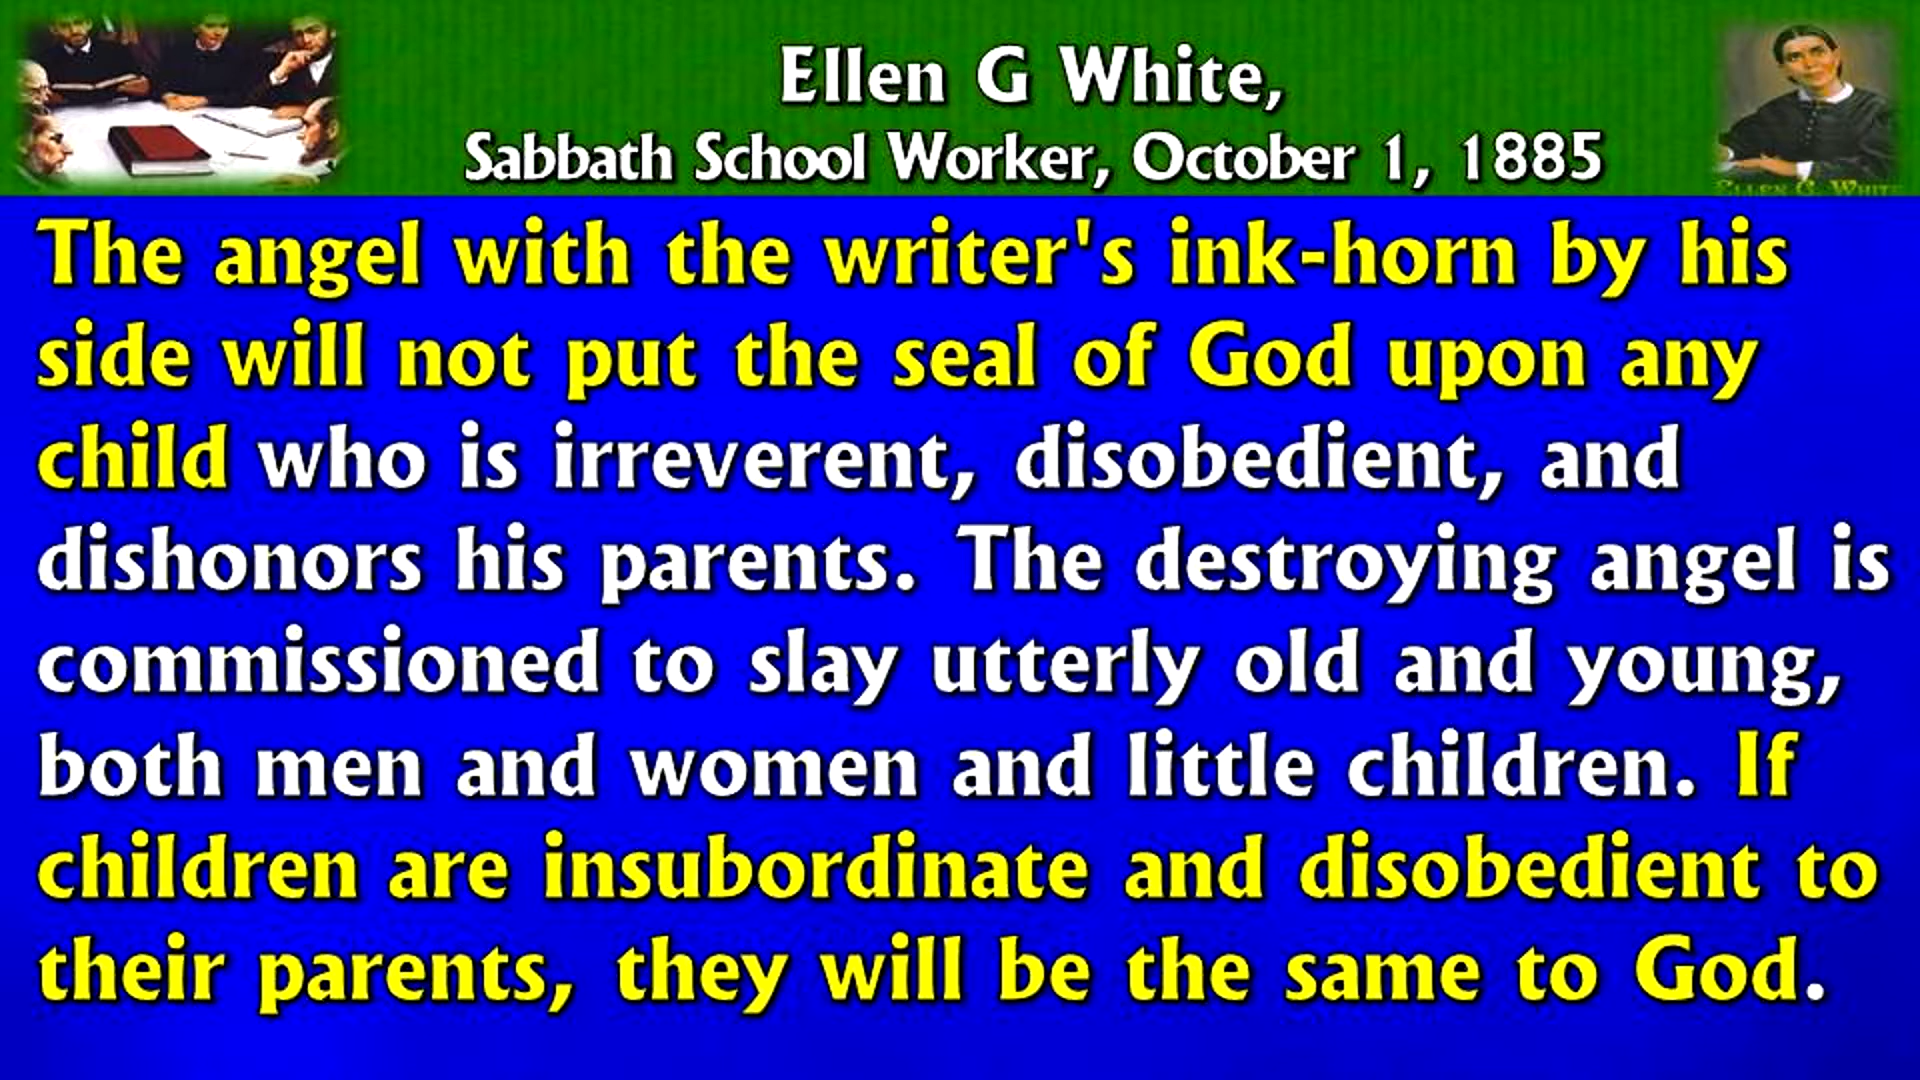 Ellen G White,
Sabbath School Worker, October 1, 1885
ELLEN G. WHITE
The angel with the writer's ink-horn by his
side will not put the seal of God upon any
child who is irreverent, disobedient, and
dishonors his parents. The destroying angel is
commissioned to slay utterly old and young,
both men and women and little children. If
children are insubordinate and disobedient to
their parents, they will be the same to God.